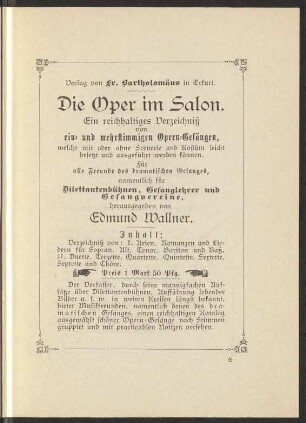 Verlag von Fr. Bartholomäus in Erfurt.
Die Oper im Salon.
Ein reichhaltiges Verzeichniß
von
ein- und mehrstimmigen Opern-Gesängen,
welche mit oder ohne Scenerie und Kostüm leicht
besetzt und ausgeführt werden können.
Für
alle Freunde des dramatischen Gesanges,
namentlich für
Dilettantenbühnen, Gesanglehrer und
Gesangvereine,
herausgegeben von
Edmund Wallner.
Inhalt:
Verzeichniß von: I. Arien, Romanzen und Lie-
dern für Sopran, Alt, Tenor, Bariton und Baß.
II. Duette, Terzette, Quartette, Quintette, Sextette,
Septette und Chöre.
Preis 1 Mark 50 Pfg.
Der Verfasser, durch seine mannigfachen Auf-
sätze über Dilettantenbühnen, Aufführung lebender
Bilder u. s. w. in weiten Kreisen längst bekannt,
bietet Musikfreunden, namentlich denen des dra-
matischen Gesanges, einen reichhaltigen Katalog
ausgewählt schöner Opern-Gesänge nach Stimmen
gruppirt und mit practicablen Notizen versehen.